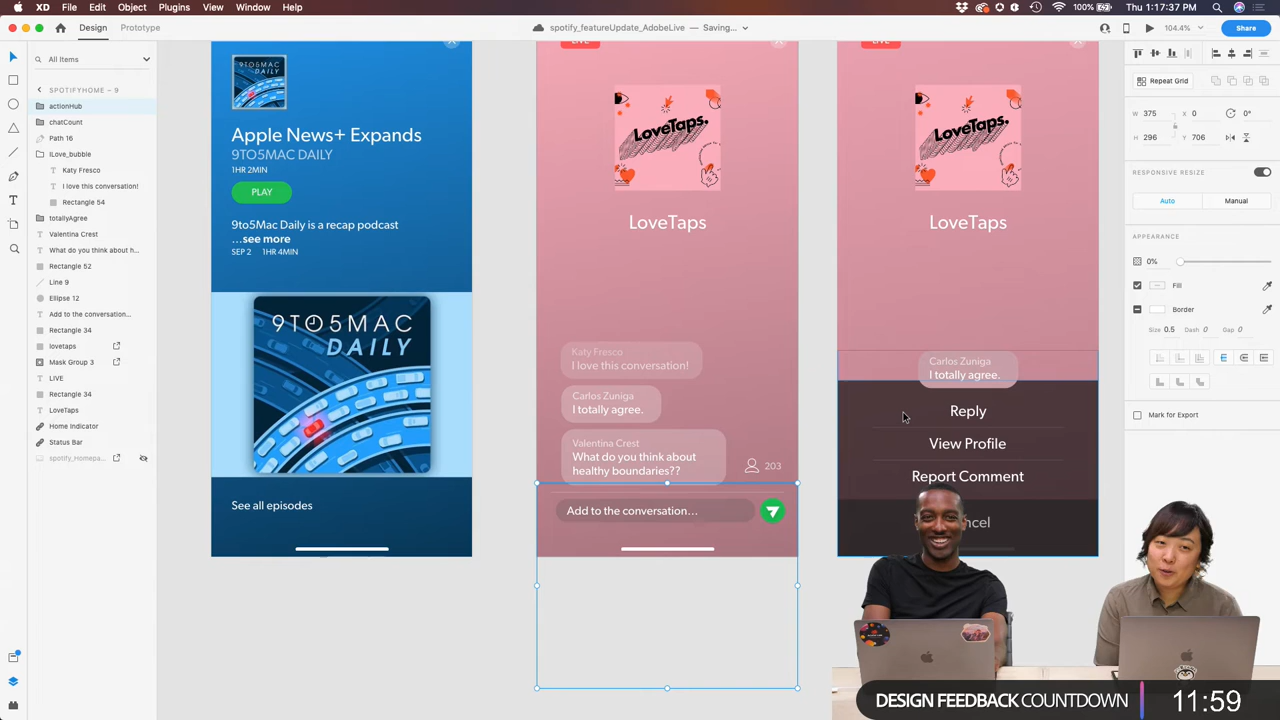 XD File Edit Object Plugins View Window Help
100% Thu 1:17:37 PM
Design Prototype
spotify_featureUpdate_AdobeLive — Saving...
104.4%
Share
All Items
SPOTIFYHOME – 9
actionHub
chatCount
Path 16
ILove_bubble
Katy Fresco
I love this conversation!
Rectangle 54
totallyAgree
Valentina Crest
What do you think about h...
Rectangle 52
Line 9
Ellipse 12
Add to the conversation...
Rectangle 34
lovetaps
Mask Group 3
LIVE
Rectangle 34
LoveTaps
Home Indicator
Status Bar
spotify_Homepa...
9TO5MAC
DAILY
Apple News+ Expands
9TO5MAC DAILY
1HR 2MIN
PLAY
9to5Mac Daily is a recap podcast
...see more
SEP 2 1HR 4MIN
9TO5MAC
DAILY
See all episodes
LIVE
LoveTaps.
LoveTaps
Katy Fresco
I love this conversation!
Carlos Zuniga
I totally agree.
Valentina Crest
What do you think about
healthy boundaries??
203
Add to the conversation...
LIVE
LoveTaps.
LoveTaps
Carlos Zuniga
I totally agree.
Reply
View Profile
Report Comment
ncel
Repeat Grid
W 375 X 0 0°
H 296 Y 706
RESPONSIVE RESIZE
Auto Manual
APPEARANCE
0%
Fill
Border
Size 0.5 Dash 0 Gap 0
Mark for Export
DESIGN FEEDBACK COUNTDOWN 11:59